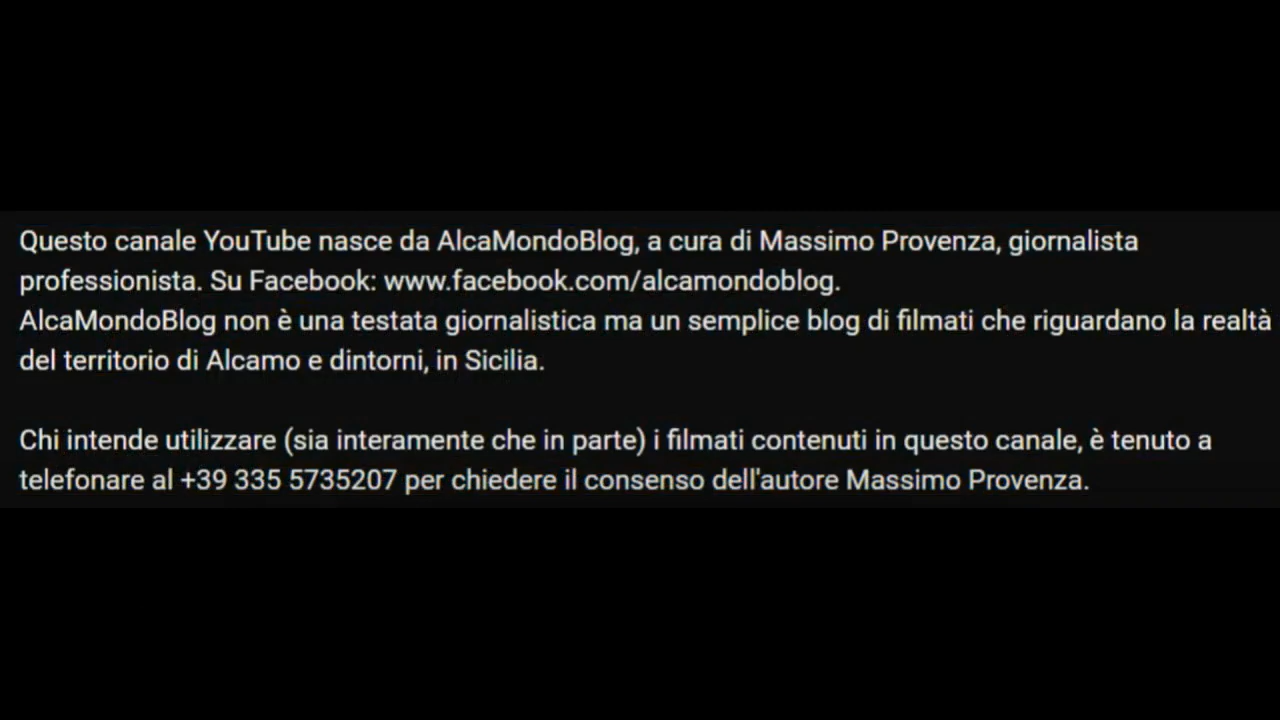 Questo canale YouTube nasce da AlcaMondoBlog, a cura di Massimo Provenza, giornalista
professionista. Su Facebook: www.facebook.com/alcamondoblog.
AlcaMondoBlog non è una testata giornalistica ma un semplice blog di filmati che riguardano la realtà
del territorio di Alcamo e dintorni, in Sicilia.
Chi intende utilizzare (sia interamente che in parte) i filmati contenuti in questo canale, è tenuto a
telefonare al +39 335 5735207 per chiedere il consenso dell'autore Massimo Provenza.